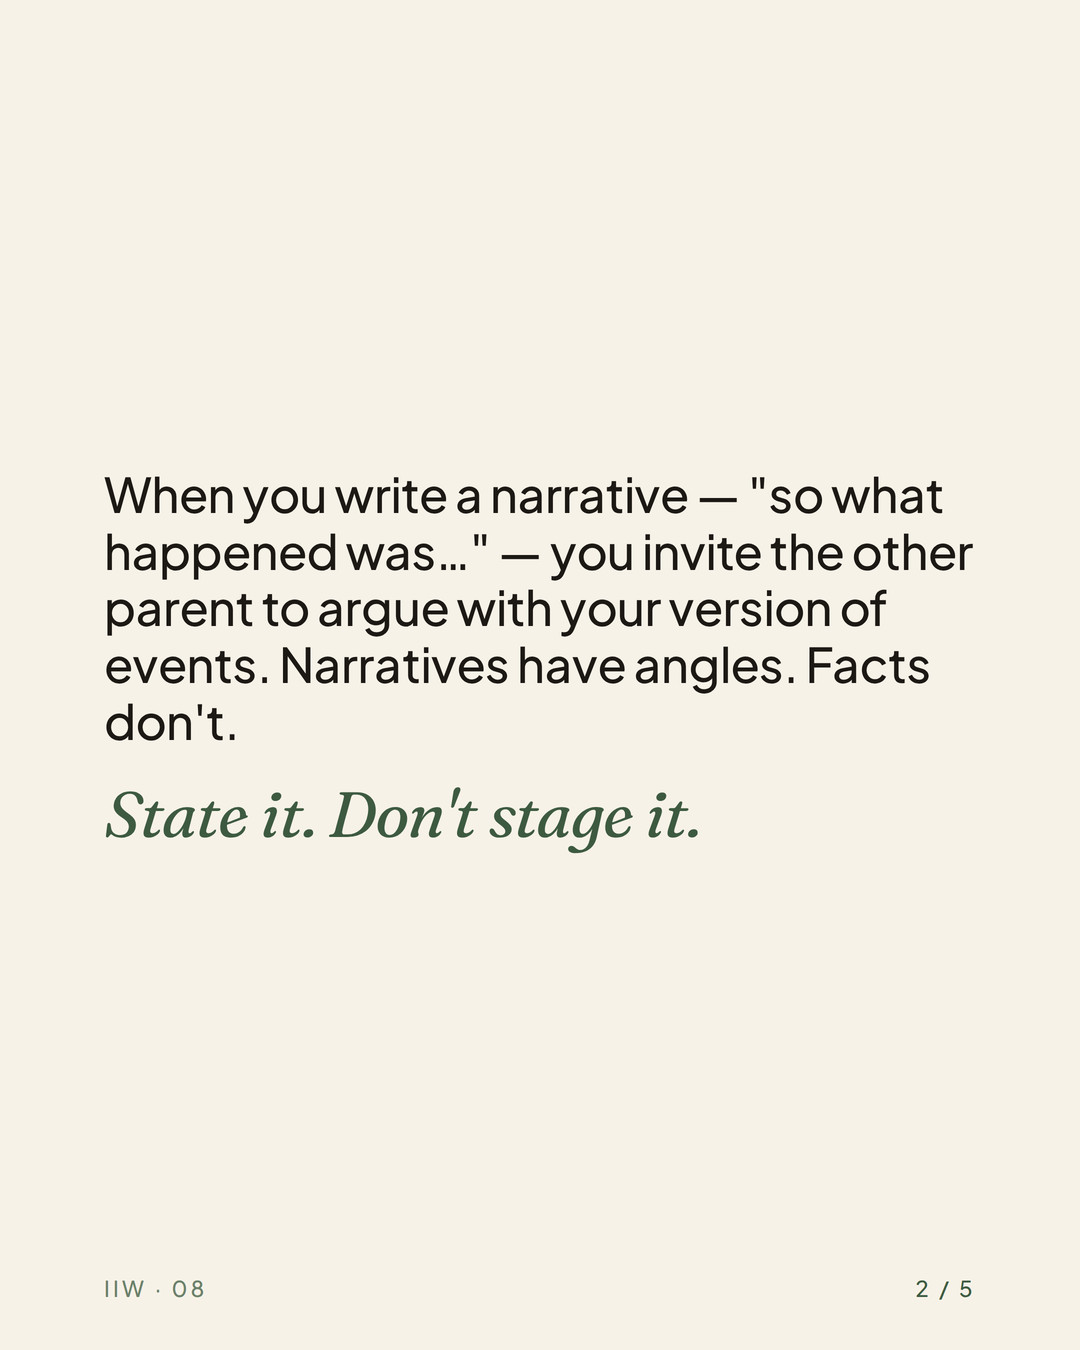 When you write a narrative — "so what
happened was…" — you invite the other
parent to argue with your version of
events. Narratives have angles. Facts
don't.
State it. Don't stage it.
IIW · 08
2 / 5